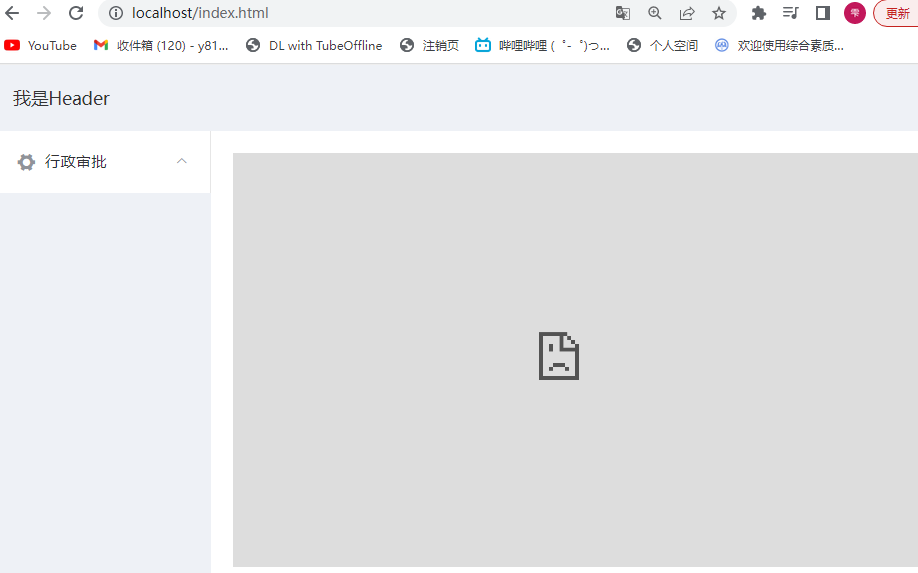 localhost/index.html 雫 更新
YouTube 收件箱 (120) - y81... DL with TubeOffline 注销页 哔哩哔哩 (゜-゜)つ... 个人空间 欢迎使用综合素质...
我是Header
行政审批